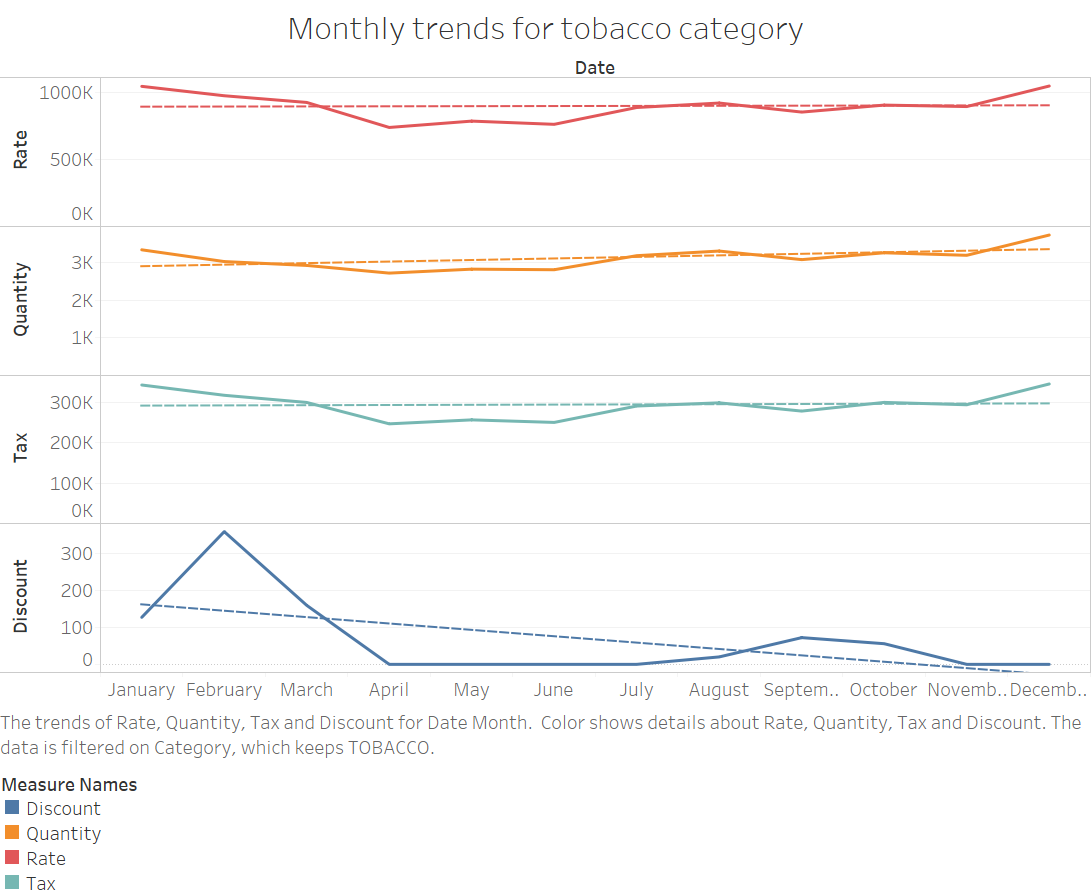 Monthly trends for tobacco category
Date
Rate
1000K
500K
0K
Quantity
3K
2K
1K
Tax
300K
200K
100K
0K
Discount
300
200
100
0
January February March April May June July August Septem.. October Novemb.. Decemb..
The trends of Rate, Quantity, Tax and Discount for Date Month.  Color shows details about Rate, Quantity, Tax and Discount. The
data is filtered on Category, which keeps TOBACCO.
Measure Names
Discount
Quantity
Rate
Tax